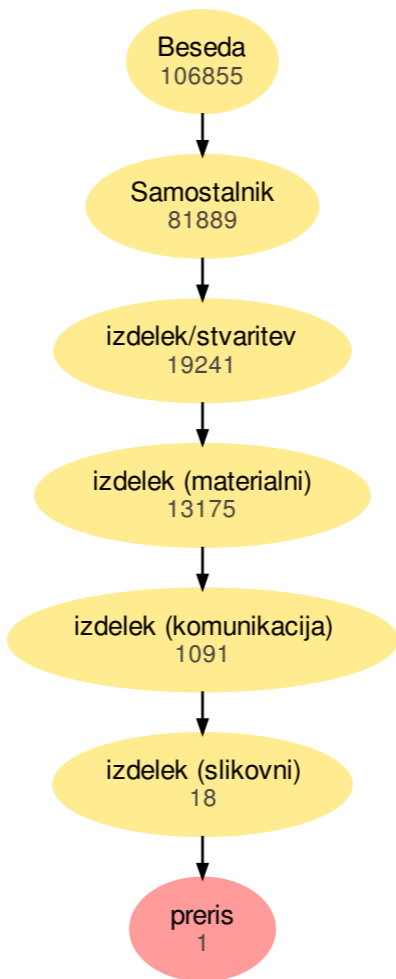 Beseda
106855
Samostalnik
81889
izdelek/stvaritev
19241
izdelek (materialni)
13175
izdelek (komunikacija)
1091
izdelek (slikovni)
18
preris
1